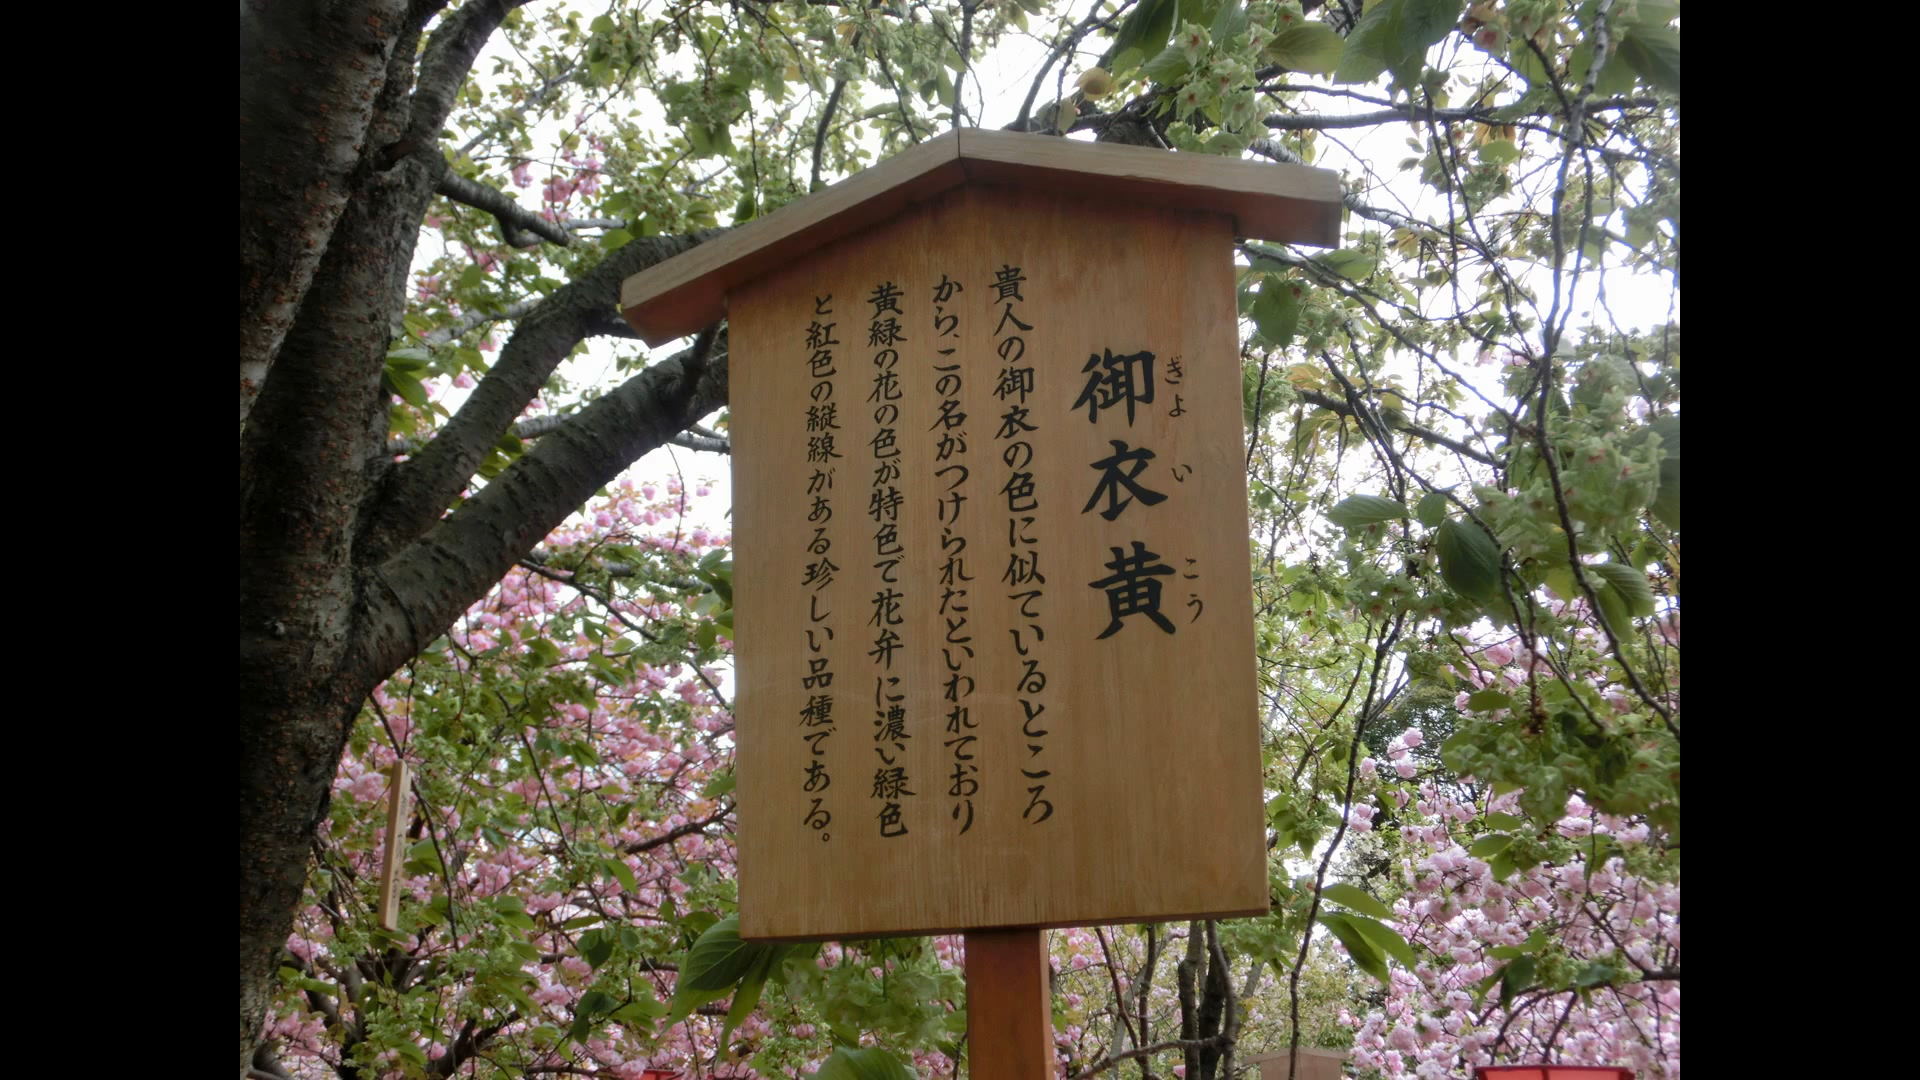 御衣黄
ぎょいこう
貴人の御衣の色に似ているところ
から、この名がつけられたといわれており
黄緑の花の色が特色で花弁に濃い緑色
と紅色の縦線がある珍しい品種である。